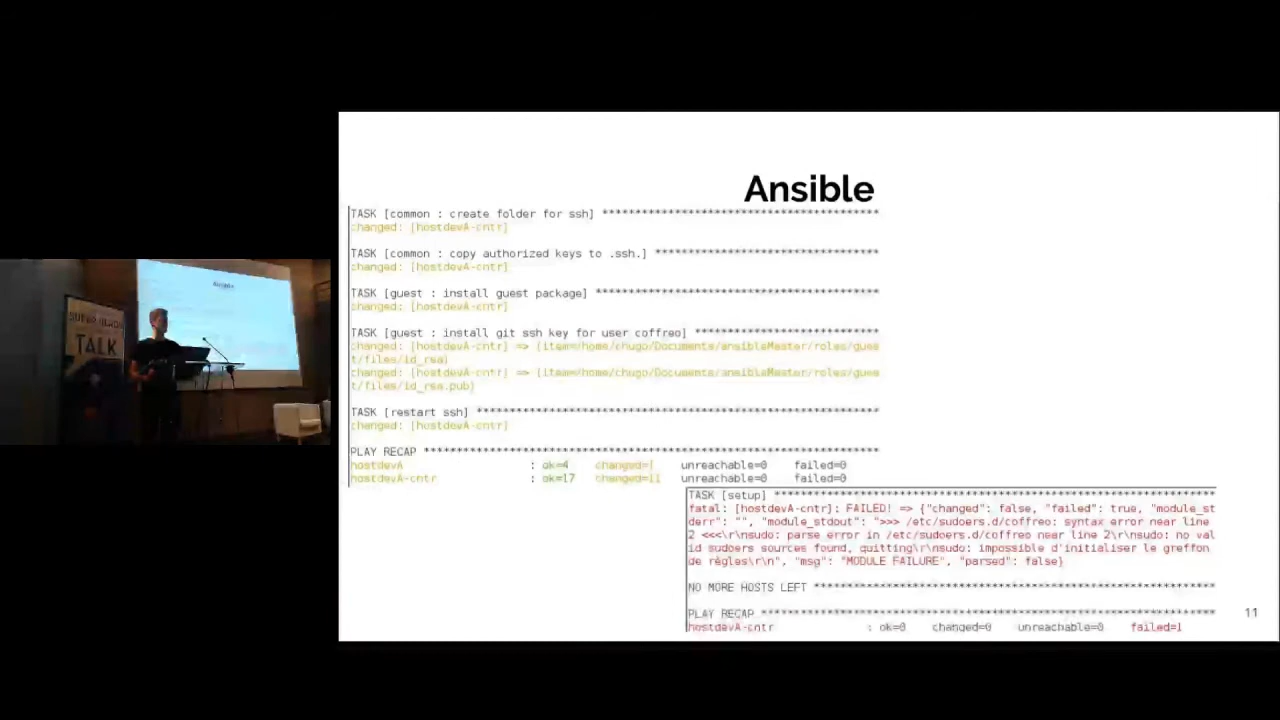 Ansible
TASK [common : create folder for ssh] ******************************************
changed: [hostdevA-cntr]
TASK [common : copy authorized keys to .ssh.] **********************************
changed: [hostdevA-cntr]
TASK [guest : install guest package] *******************************************
changed: [hostdevA-cntr]
TASK [guest : install git ssh key for user coffreo] ****************************
changed: [hostdevA-cntr] => (item=/home/chugo/Documents/ansibleMaster/roles/gues
t/files/id_rsa)
changed: [hostdevA-cntr] => (item=/home/chugo/Documents/ansibleMaster/roles/gues
t/files/id_rsa.pub)
TASK [restart ssh] *************************************************************
changed: [hostdevA-cntr]
PLAY RECAP *********************************************************************
hostdevA : ok=4 changed=1 unreachable=0 failed=0
hostdevA-cntr : ok=17 changed=11 unreachable=0 failed=0
TASK [setup] *******************************************************************
fatal: [hostdevA-cntr]: FAILED! => {"changed": false, "failed": true, "module_st
derr": "", "module_stdout": ">>> /etc/sudoers.d/coffreo: syntax error near line
2 <<<\r\nsudo: parse error in /etc/sudoers.d/coffreo near line 2\r\nsudo: no val
id sudoers sources found, quitting\r\nsudo: impossible d'initialiser le greffon
de règles\r\n", "msg": "MODULE FAILURE", "parsed": false}
NO MORE HOSTS LEFT *************************************************************
PLAY RECAP *********************************************************************
hostdevA-cntr : ok=0 changed=0 unreachable=0 failed=1
11
Ansible
TALK